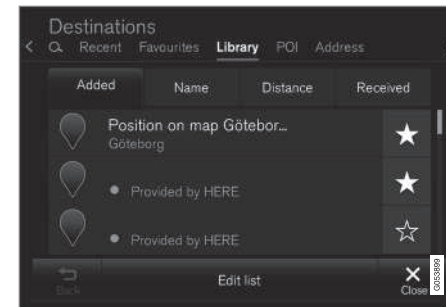 Destinations
Recent Favourites Library POI Address
Added Name Distance Received
Position on map Götebor...
Göteborg
Provided by HERE
Provided by HERE
Back Edit list Close
G053899